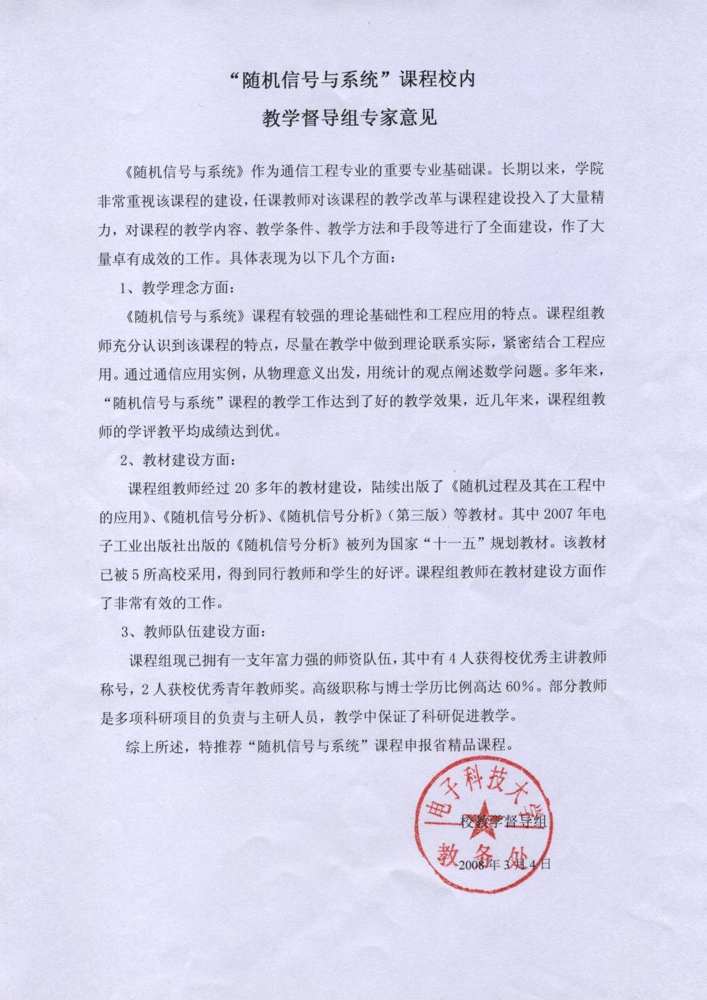 “随机信号与系统”课程校内
教学督导组专家意见
《随机信号与系统》作为通信工程专业的重要专业基础课。长期以来，学院
非常重视该课程的建设，任课教师对该课程的教学改革与课程建设投入了大量精
力，对课程的教学内容、教学条件、教学方法和手段等进行了全面建设，作了大
量卓有成效的工作。具体表现为以下几个方面：
1、教学理念方面：
《随机信号与系统》课程有较强的理论基础性和工程应用的特点。课程组教
师充分认识到该课程的特点，尽量在教学中做到理论联系实际，紧密结合工程应
用。通过通信应用实例，从物理意义出发，用统计的观点阐述数学问题。多年来，
“随机信号与系统”课程的教学工作达到了好的教学效果，近几年来，课程组教
师的学评教平均成绩达到优。
2、教材建设方面：
课程组教师经过 20 多年的教材建设，陆续出版了《随机过程及其在工程中
的应用》、《随机信号分析》、《随机信号分析》（第三版）等教材。其中 2007 年电
子工业出版社出版的《随机信号分析》被列为国家“十一五”规划教材。该教材
已被 5 所高校采用，得到同行教师和学生的好评。课程组教师在教材建设方面作
了非常有效的工作。
3、教师队伍建设方面：
课程组现已拥有一支年富力强的师资队伍，其中有 4 人获得校优秀主讲教师
称号，2 人获校优秀青年教师奖。高级职称与博士学历比例高达 60％。部分教师
是多项科研项目的负责与主研人员，教学中保证了科研促进教学。
综上所述，特推荐“随机信号与系统”课程申报省精品课程。
电子科技大学
校教学督导组
教务处
2008 年 3 月 4 日